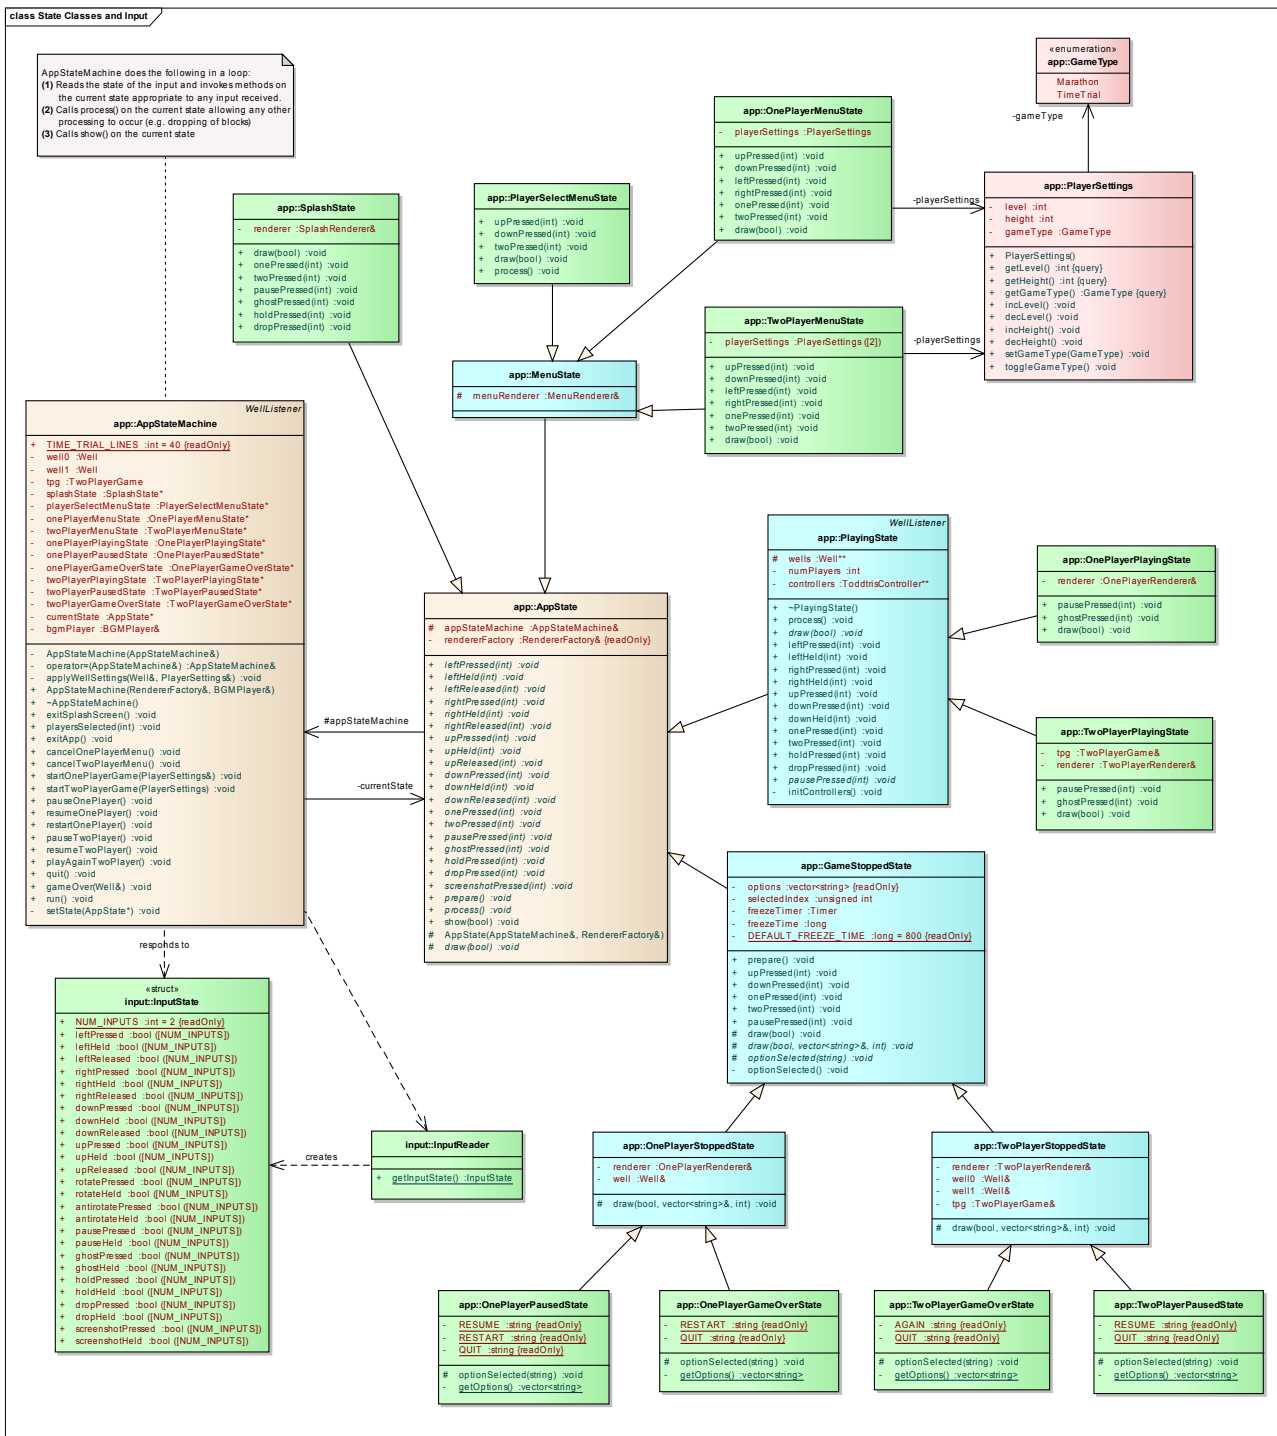 class State Classes and Input
AppStateMachine does the following in a loop:
(1) Reads the state of the input and invokes methods on
the current state appropriate to any input received.
(2) Calls process() on the current state allowing any other
processing to occur (e.g. dropping of blocks)
(3) Calls show() on the current state
«enumeration»
app::GameType
Marathon
TimeTrial
-gameType
app::OnePlayerMenuState
- playerSettings :PlayerSettings
+ upPressed(int) :void
+ downPressed(int) :void
+ leftPressed(int) :void
+ rightPressed(int) :void
+ onePressed(int) :void
+ twoPressed(int) :void
+ draw(bool) :void
-playerSettings
app::PlayerSettings
- level :int
- height :int
- gameType :GameType
+ PlayerSettings()
+ getLevel() :int {query}
+ getHeight() :int {query}
+ getGameType() :GameType {query}
+ incLevel() :void
+ decLevel() :void
+ incHeight() :void
+ decHeight() :void
+ setGameType(GameType) :void
+ toggleGameType() :void
app::SplashState
- renderer :SplashRenderer&
+ draw(bool) :void
+ onePressed(int) :void
+ twoPressed(int) :void
+ pausePressed(int) :void
+ ghostPressed(int) :void
+ holdPressed(int) :void
+ dropPressed(int) :void
app::PlayerSelectMenuState
+ upPressed(int) :void
+ downPressed(int) :void
+ twoPressed(int) :void
+ draw(bool) :void
+ process() :void
app::TwoPlayerMenuState
- playerSettings :PlayerSettings ([2])
+ upPressed(int) :void
+ downPressed(int) :void
+ leftPressed(int) :void
+ rightPressed(int) :void
+ onePressed(int) :void
+ twoPressed(int) :void
+ draw(bool) :void
-playerSettings
app::MenuState
# menuRenderer :MenuRenderer&
WellListener
app::AppStateMachine
+ TIME_TRIAL_LINES :int = 40 {readOnly}
- well0 :Well
- well1 :Well
- tpg :TwoPlayerGame
- splashState :SplashState*
- playerSelectMenuState :PlayerSelectMenuState*
- onePlayerMenuState :OnePlayerMenuState*
- twoPlayerMenuState :TwoPlayerMenuState*
- onePlayerPlayingState :OnePlayerPlayingState*
- onePlayerPausedState :OnePlayerPausedState*
- onePlayerGameOverState :OnePlayerGameOverState*
- twoPlayerPlayingState :TwoPlayerPlayingState*
- twoPlayerPausedState :TwoPlayerPausedState*
- twoPlayerGameOverState :TwoPlayerGameOverState*
- currentState :AppState*
- bgmPlayer :BGMPlayer&
- AppStateMachine(AppStateMachine&)
- operator=(AppStateMachine&) :AppStateMachine&
- applyWellSettings(Well&, PlayerSettings&) :void
+ AppStateMachine(RendererFactory&, BGMPlayer&)
+ ~AppStateMachine()
+ exitSplashScreen() :void
+ playersSelected(int) :void
+ exitApp() :void
+ cancelOnePlayerMenu() :void
+ cancelTwoPlayerMenu() :void
+ startOnePlayerGame(PlayerSettings&) :void
+ startTwoPlayerGame(PlayerSettings) :void
+ pauseOnePlayer() :void
+ resumeOnePlayer() :void
+ restartOnePlayer() :void
+ pauseTwoPlayer() :void
+ resumeTwoPlayer() :void
+ playAgainTwoPlayer() :void
+ quit() :void
+ gameOver(Well&) :void
+ run() :void
- setState(AppState*) :void
#appStateMachine
-currentState
app::AppState
# appStateMachine :AppStateMachine&
- rendererFactory :RendererFactory& {readOnly}
+ leftPressed(int) :void
+ leftHeld(int) :void
+ leftReleased(int) :void
+ rightPressed(int) :void
+ rightHeld(int) :void
+ rightReleased(int) :void
+ upPressed(int) :void
+ upHeld(int) :void
+ upReleased(int) :void
+ downPressed(int) :void
+ downHeld(int) :void
+ downReleased(int) :void
+ onePressed(int) :void
+ twoPressed(int) :void
+ pausePressed(int) :void
+ ghostPressed(int) :void
+ holdPressed(int) :void
+ dropPressed(int) :void
+ screenshotPressed(int) :void
+ prepare() :void
+ process() :void
+ show(bool) :void
# AppState(AppStateMachine&, RendererFactory&)
# draw(bool) :void
WellListener
app::PlayingState
# wells :Well**
- numPlayers :int
- controllers :ToddtrisController**
+ ~PlayingState()
+ process() :void
+ draw(bool) :void
+ leftPressed(int) :void
+ leftHeld(int) :void
+ rightPressed(int) :void
+ rightHeld(int) :void
+ upPressed(int) :void
+ downPressed(int) :void
+ downHeld(int) :void
+ onePressed(int) :void
+ twoPressed(int) :void
+ holdPressed(int) :void
+ dropPressed(int) :void
+ pausePressed(int) :void
- initControllers() :void
app::OnePlayerPlayingState
- renderer :OnePlayerRenderer&
+ pausePressed(int) :void
+ ghostPressed(int) :void
+ draw(bool) :void
app::TwoPlayerPlayingState
- tpg :TwoPlayerGame&
- renderer :TwoPlayerRenderer&
+ pausePressed(int) :void
+ ghostPressed(int) :void
+ draw(bool) :void
app::GameStoppedState
- options :vector<string> {readOnly}
- selectedIndex :unsigned int
- freezeTimer :Timer
- freezeTime :long
- DEFAULT_FREEZE_TIME :long = 800 {readOnly}
+ prepare() :void
+ upPressed(int) :void
+ downPressed(int) :void
+ onePressed(int) :void
+ twoPressed(int) :void
+ pausePressed(int) :void
# draw(bool) :void
# draw(bool, vector<string>&, int) :void
# optionSelected(string) :void
- optionSelected() :void
responds to
«struct»
input::InputState
+ NUM_INPUTS :int = 2 {readOnly}
+ leftPressed :bool ([NUM_INPUTS])
+ leftHeld :bool ([NUM_INPUTS])
+ leftReleased :bool ([NUM_INPUTS])
+ rightPressed :bool ([NUM_INPUTS])
+ rightHeld :bool ([NUM_INPUTS])
+ rightReleased :bool ([NUM_INPUTS])
+ downPressed :bool ([NUM_INPUTS])
+ downHeld :bool ([NUM_INPUTS])
+ downReleased :bool ([NUM_INPUTS])
+ upPressed :bool ([NUM_INPUTS])
+ upHeld :bool ([NUM_INPUTS])
+ upReleased :bool ([NUM_INPUTS])
+ rotatePressed :bool ([NUM_INPUTS])
+ rotateHeld :bool ([NUM_INPUTS])
+ antirotatePressed :bool ([NUM_INPUTS])
+ antirotateHeld :bool ([NUM_INPUTS])
+ pausePressed :bool ([NUM_INPUTS])
+ pauseHeld :bool ([NUM_INPUTS])
+ ghostPressed :bool ([NUM_INPUTS])
+ ghostHeld :bool ([NUM_INPUTS])
+ holdPressed :bool ([NUM_INPUTS])
+ holdHeld :bool ([NUM_INPUTS])
+ dropPressed :bool ([NUM_INPUTS])
+ dropHeld :bool ([NUM_INPUTS])
+ screenshotPressed :bool ([NUM_INPUTS])
+ screenshotHeld :bool ([NUM_INPUTS])
creates
input::InputReader
+ getInputState() :InputState
app::OnePlayerStoppedState
- renderer :OnePlayerRenderer&
- well :Well&
# draw(bool, vector<string>&, int) :void
app::TwoPlayerStoppedState
- renderer :TwoPlayerRenderer&
- well0 :Well&
- well1 :Well&
- tpg :TwoPlayerGame&
# draw(bool, vector<string>&, int) :void
app::OnePlayerPausedState
- RESUME :string {readOnly}
- RESTART :string {readOnly}
- QUIT :string {readOnly}
# optionSelected(string) :void
- getOptions() :vector<string>
app::OnePlayerGameOverState
- RESTART :string {readOnly}
- QUIT :string {readOnly}
# optionSelected(string) :void
- getOptions() :vector<string>
app::TwoPlayerGameOverState
- AGAIN :string {readOnly}
- QUIT :string {readOnly}
# optionSelected(string) :void
- getOptions() :vector<string>
app::TwoPlayerPausedState
- RESUME :string {readOnly}
- QUIT :string {readOnly}
# optionSelected(string) :void
- getOptions() :vector<string>